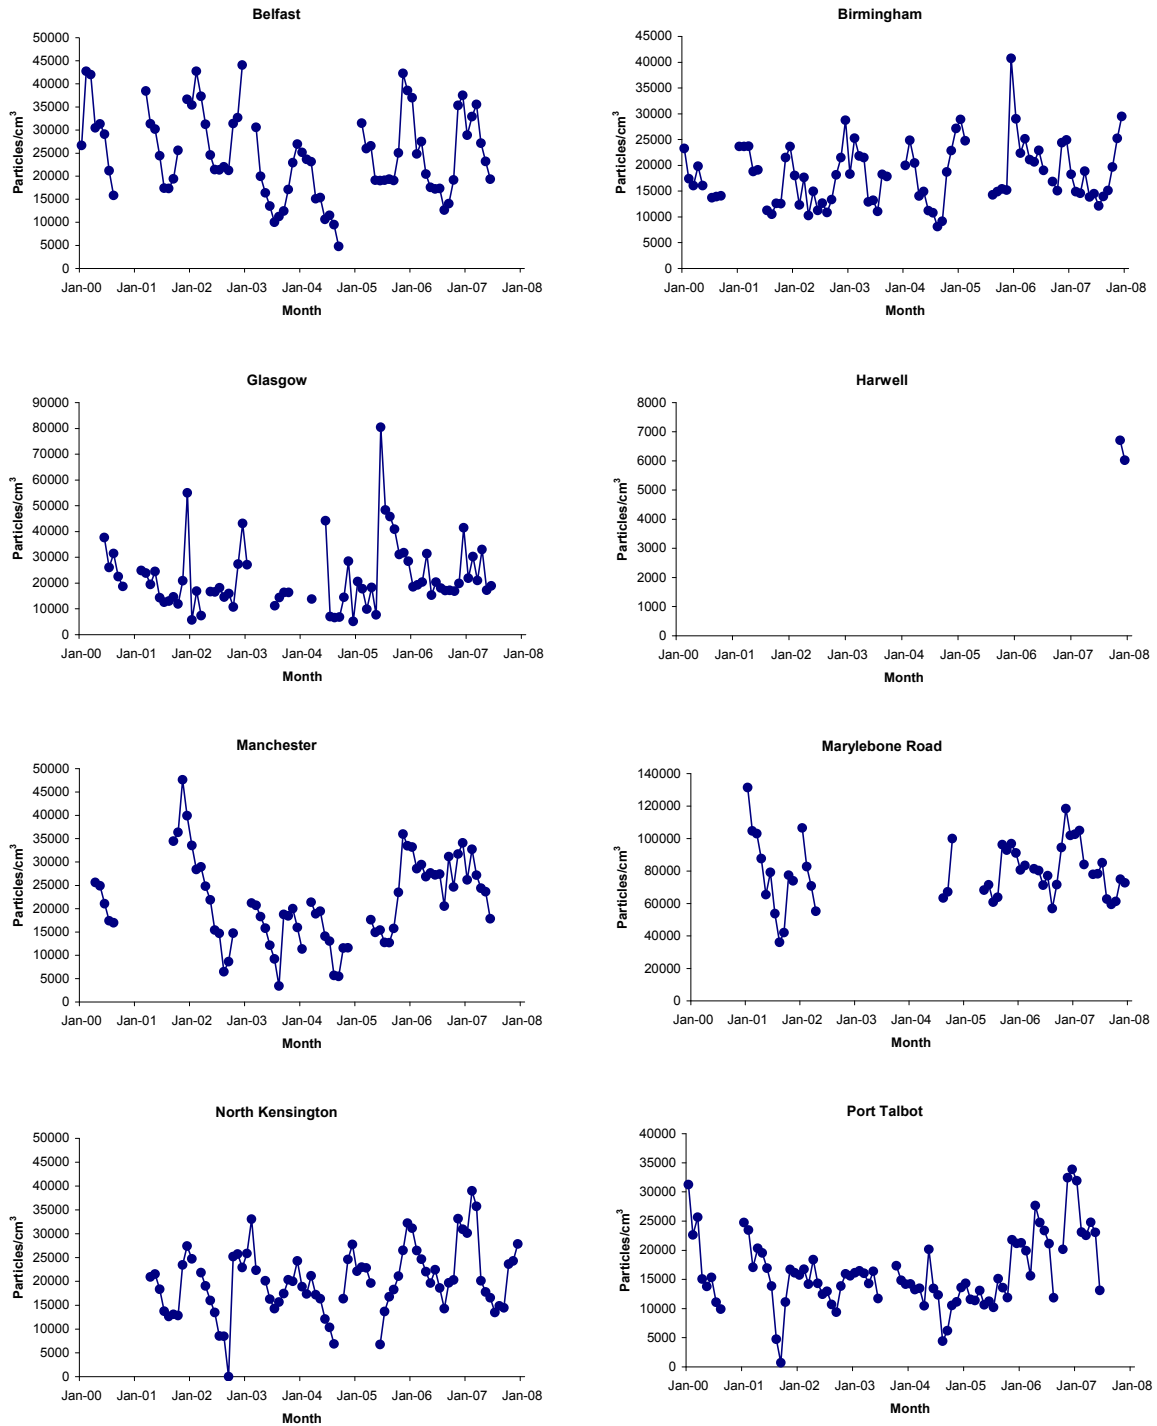 Belfast
Particles/cm³
50000
45000
40000
35000
30000
25000
20000
15000
10000
5000
0
Jan-00 Jan-01 Jan-02 Jan-03 Jan-04 Jan-05 Jan-06 Jan-07 Jan-08
Month
Birmingham
Particles/cm³
45000
40000
35000
30000
25000
20000
15000
10000
5000
0
Jan-00 Jan-01 Jan-02 Jan-03 Jan-04 Jan-05 Jan-06 Jan-07 Jan-08
Month
Glasgow
Particles/cm³
90000
80000
70000
60000
50000
40000
30000
20000
10000
0
Jan-00 Jan-01 Jan-02 Jan-03 Jan-04 Jan-05 Jan-06 Jan-07 Jan-08
Month
Harwell
Particles/cm³
8000
7000
6000
5000
4000
3000
2000
1000
0
Jan-00 Jan-01 Jan-02 Jan-03 Jan-04 Jan-05 Jan-06 Jan-07 Jan-08
Month
Manchester
Particles/cm³
50000
45000
40000
35000
30000
25000
20000
15000
10000
5000
0
Jan-00 Jan-01 Jan-02 Jan-03 Jan-04 Jan-05 Jan-06 Jan-07 Jan-08
Month
Marylebone Road
Particles/cm³
140000
120000
100000
80000
60000
40000
20000
0
Jan-00 Jan-01 Jan-02 Jan-03 Jan-04 Jan-05 Jan-06 Jan-07 Jan-08
Month
North Kensington
Particles/cm³
50000
45000
40000
35000
30000
25000
20000
15000
10000
5000
0
Jan-00 Jan-01 Jan-02 Jan-03 Jan-04 Jan-05 Jan-06 Jan-07 Jan-08
Month
Port Talbot
Particles/cm³
40000
35000
30000
25000
20000
15000
10000
5000
0
Jan-00 Jan-01 Jan-02 Jan-03 Jan-04 Jan-05 Jan-06 Jan-07 Jan-08
Month